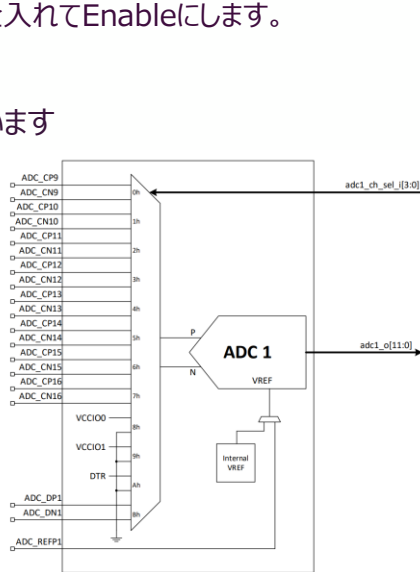 を入れてEnableにします。
います
ADC_CP9
ADC_CN9
ADC_CP10
ADC_CN10
ADC_CP11
ADC_CN11
ADC_CP12
ADC_CN12
ADC_CP13
ADC_CN13
ADC_CP14
ADC_CN14
ADC_CP15
ADC_CN15
ADC_CP16
ADC_CN16
VCCIO0
VCCIO1
DTR
ADC_DP1
ADC_DN1
ADC_REFP1
0h
1h
2h
3h
4h
5h
6h
7h
8h
9h
Ah
Bh
P
N
ADC 1
VREF
Internal
VREF
adc1_ch_sel_i[3:0]
adc1_o[11:0]